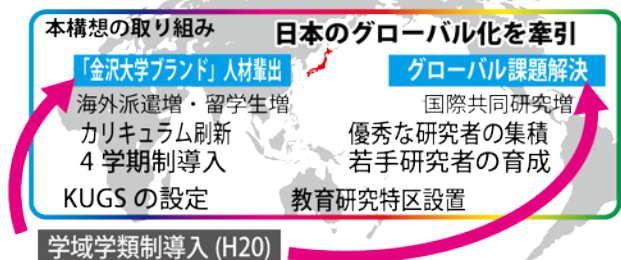 本構想の取り組み
日本のグローバル化を牽引
「金沢大学ブランド」人材輩出
グローバル課題解決
海外派遣増・留学生増
国際共同研究増
カリキュラム刷新
優秀な研究者の集積
4学期制導入
若手研究者の育成
KUGSの設定
教育研究特区設置
学域学類制導入(H20)